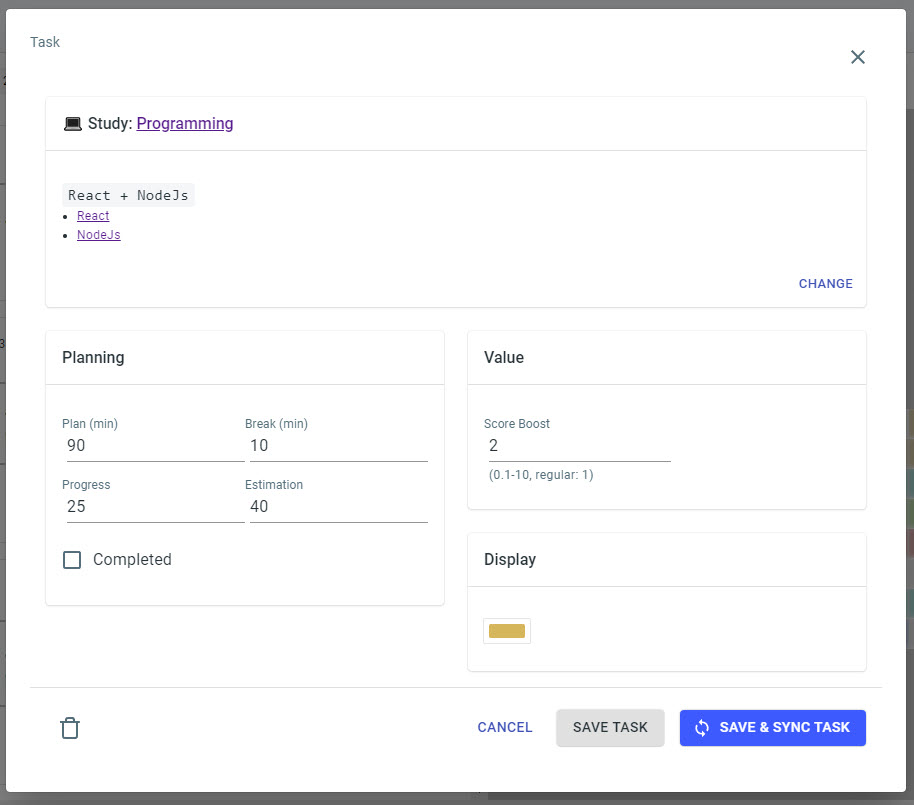 Task
Study: Programming
React + NodeJs
React
NodeJs
CHANGE
Planning
Plan (min)
Break (min)
90
10
Progress
Estimation
25
40
Completed
Value
Score Boost
2
(0.1-10, regular: 1)
Display
CANCEL
SAVE TASK
SAVE & SYNC TASK